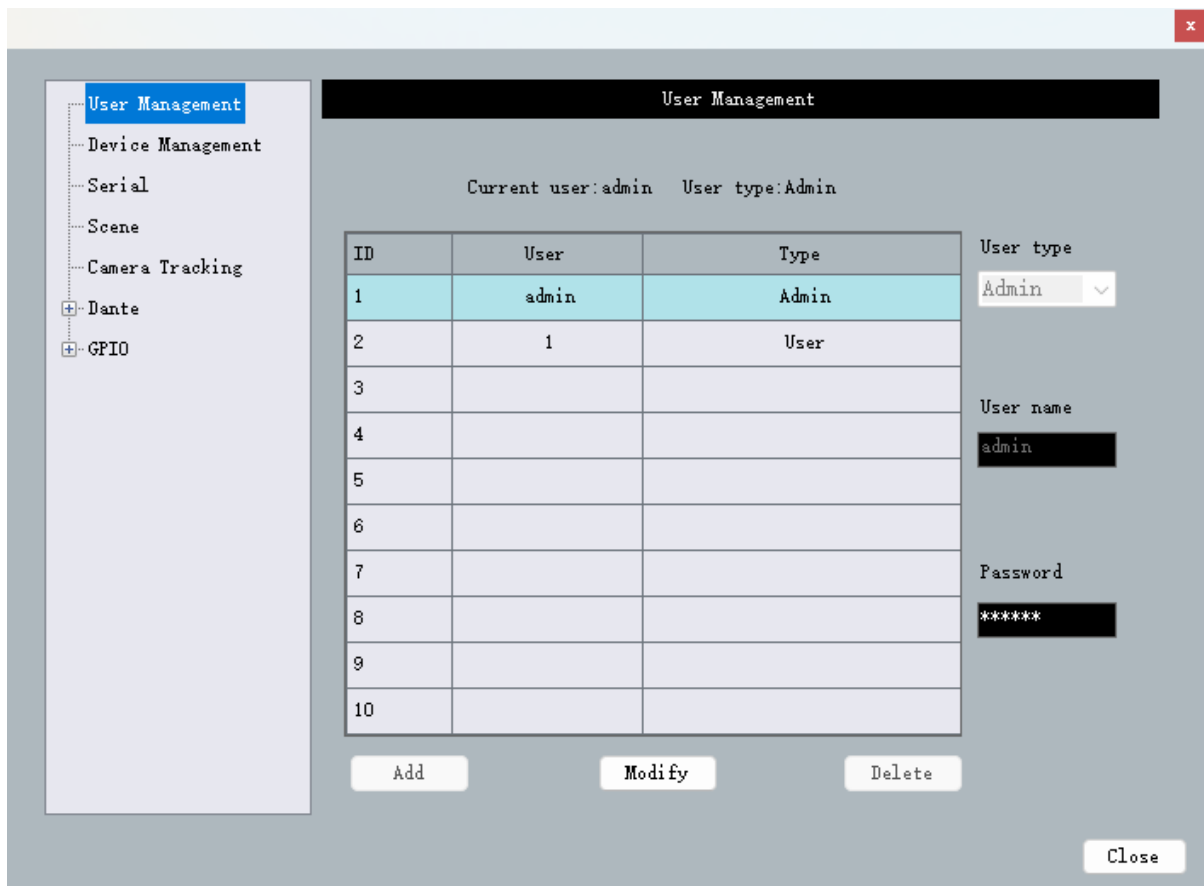 x
User Management
Device Management
Serial
Scene
Camera Tracking
Dante
GPIO
User Management
Current user:admin User type:Admin
ID User Type
1 admin Admin
2 1 User
3
4
5
6
7
8
9
10
User type
Admin
User name
admin
Password
******
Add Modify Delete
Close